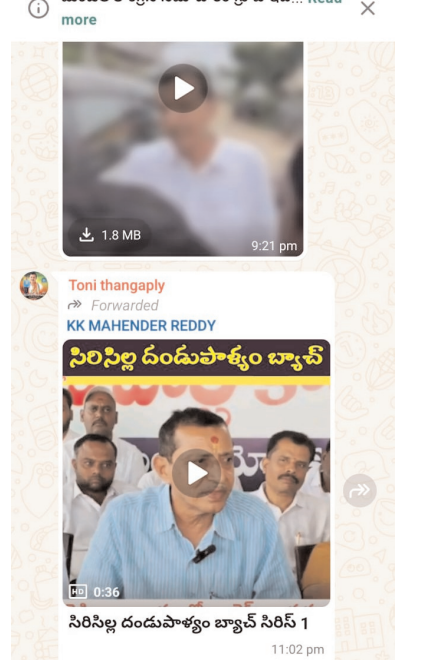 Read
more
1.8 MB
9:21 pm
Toni thangaply
Forwarded
KK MAHENDER REDDY
సిరిసిల్ల దండుపాళ్యం బ్యాచ్
HD 0:36
సిరిసిల్ల దండుపాళ్యం బ్యాచ్ సిరిస్ 1
11:02 pm